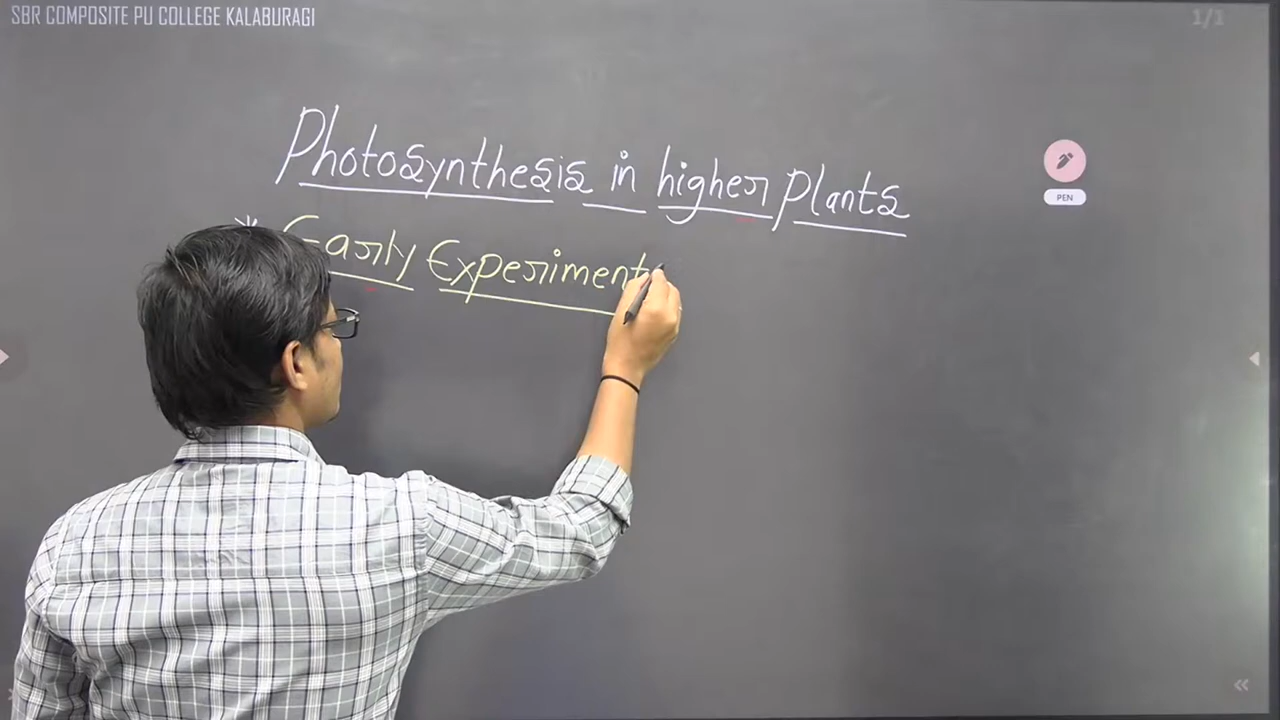 SBR COMPOSITE PU COLLEGE KALABURAGI
1/1
Photosynthesis in higher plants
PEN
* Early Experiments